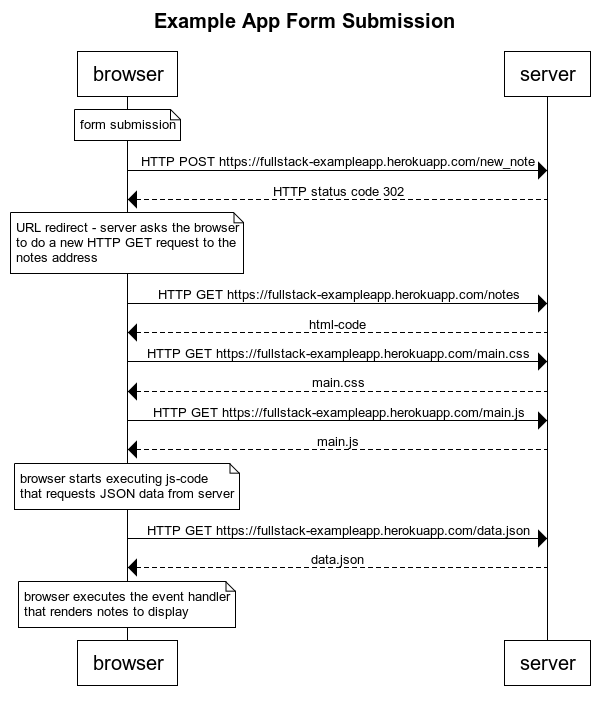 Example App Form Submission
browser
server
form submission
HTTP POST https://fullstack-exampleapp.herokuapp.com/new_note
HTTP status code 302
URL redirect - server asks the browser
to do a new HTTP GET request to the
notes address
HTTP GET https://fullstack-exampleapp.herokuapp.com/notes
html-code
HTTP GET https://fullstack-exampleapp.herokuapp.com/main.css
main.css
HTTP GET https://fullstack-exampleapp.herokuapp.com/main.js
main.js
browser starts executing js-code
that requests JSON data from server
HTTP GET https://fullstack-exampleapp.herokuapp.com/data.json
data.json
browser executes the event handler
that renders notes to display
browser
server